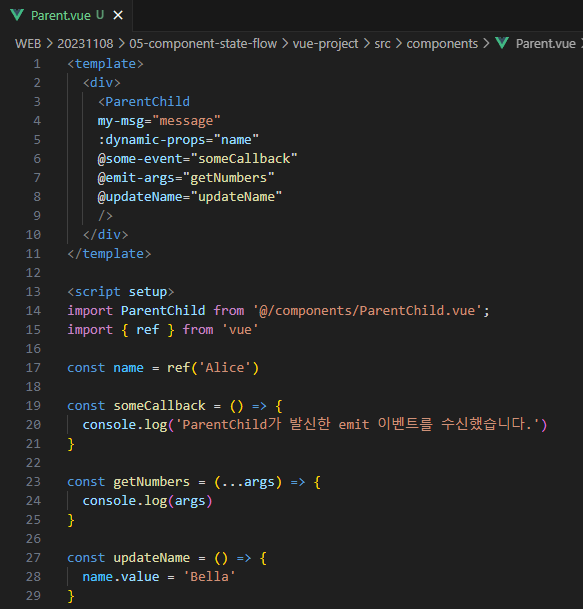 Parent.vue U
WEB > 20231108 > 05-component-state-flow > vue-project > src > components > Parent.vue >
1 <template>
2   <div>
3     <ParentChild
4     my-msg="message"
5     :dynamic-props="name"
6     @some-event="someCallback"
7     @emit-args="getNumbers"
8     @updateName="updateName"
9     />
10   </div>
11 </template>
12
13 <script setup>
14 import ParentChild from '@/components/ParentChild.vue';
15 import { ref } from 'vue'
16
17 const name = ref('Alice')
18
19 const someCallback = () => {
20   console.log('ParentChild가 발신한 emit 이벤트를 수신했습니다.')
21 }
22
23 const getNumbers = (...args) => {
24   console.log(args)
25 }
26
27 const updateName = () => {
28   name.value = 'Bella'
29 }